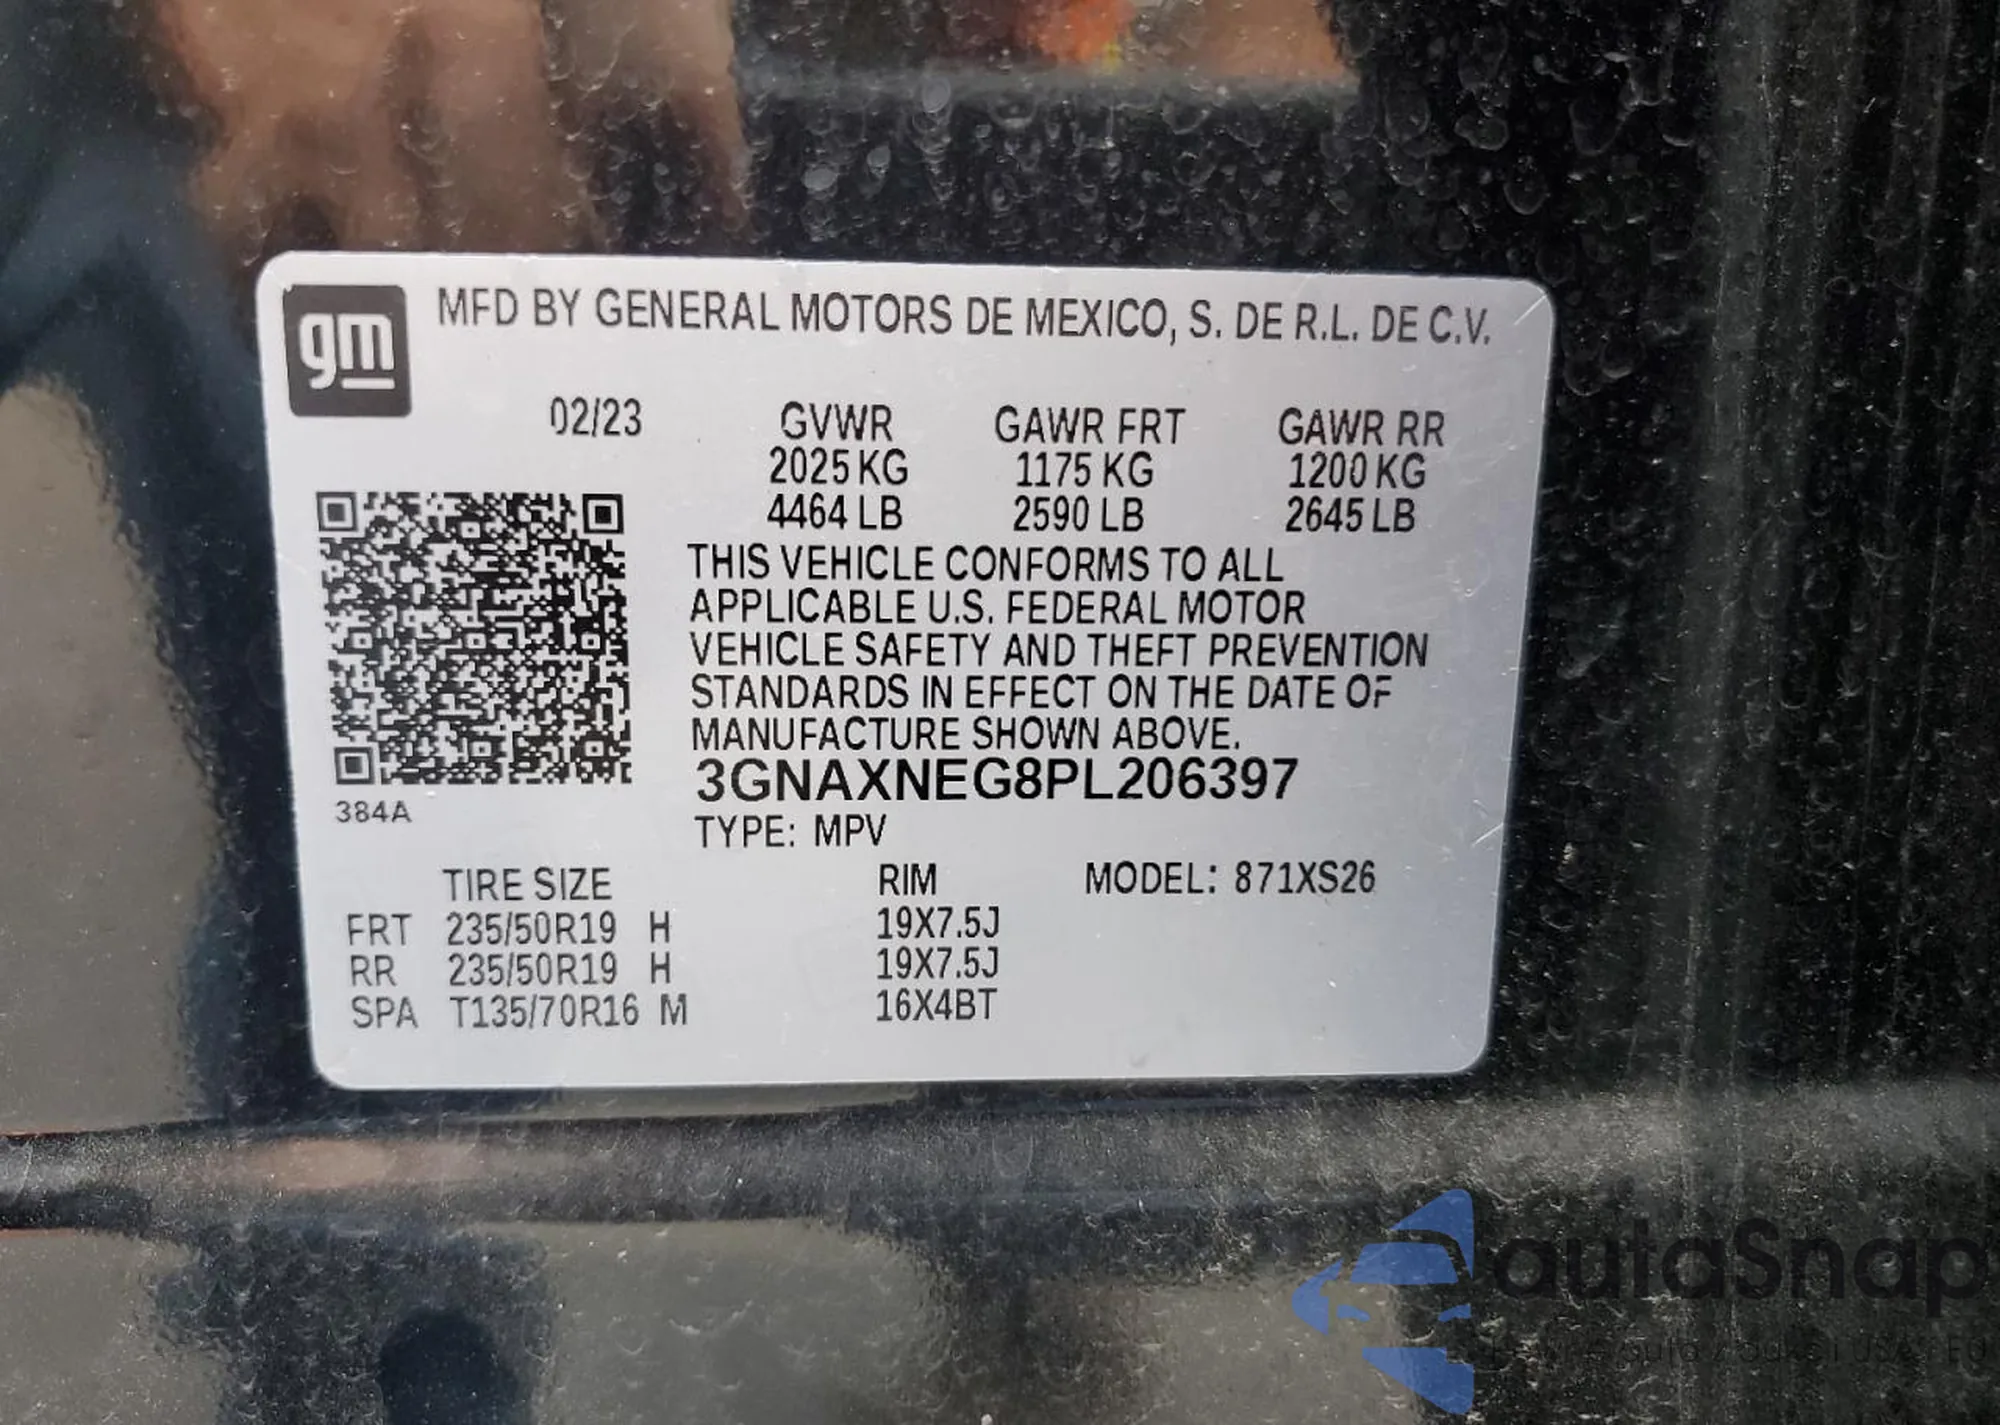 gm
MFD BY GENERAL MOTORS DE MEXICO, S. DE R.L. DE C.V.
02/23 GVWR GAWR FRT GAWR RR
2025 KG 1175 KG 1200 KG
4464 LB 2590 LB 2645 LB
THIS VEHICLE CONFORMS TO ALL
APPLICABLE U.S. FEDERAL MOTOR
VEHICLE SAFETY AND THEFT PREVENTION
STANDARDS IN EFFECT ON THE DATE OF
MANUFACTURE SHOWN ABOVE.
3GNAXNEG8PL206397
384A
TYPE: MPV
TIRE SIZE RIM MODEL: 871XS26
FRT 235/50R19 H 19X7.5J
RR 235/50R19 H 19X7.5J
SPA T135/70R16 M 16X4BT
autaSnap